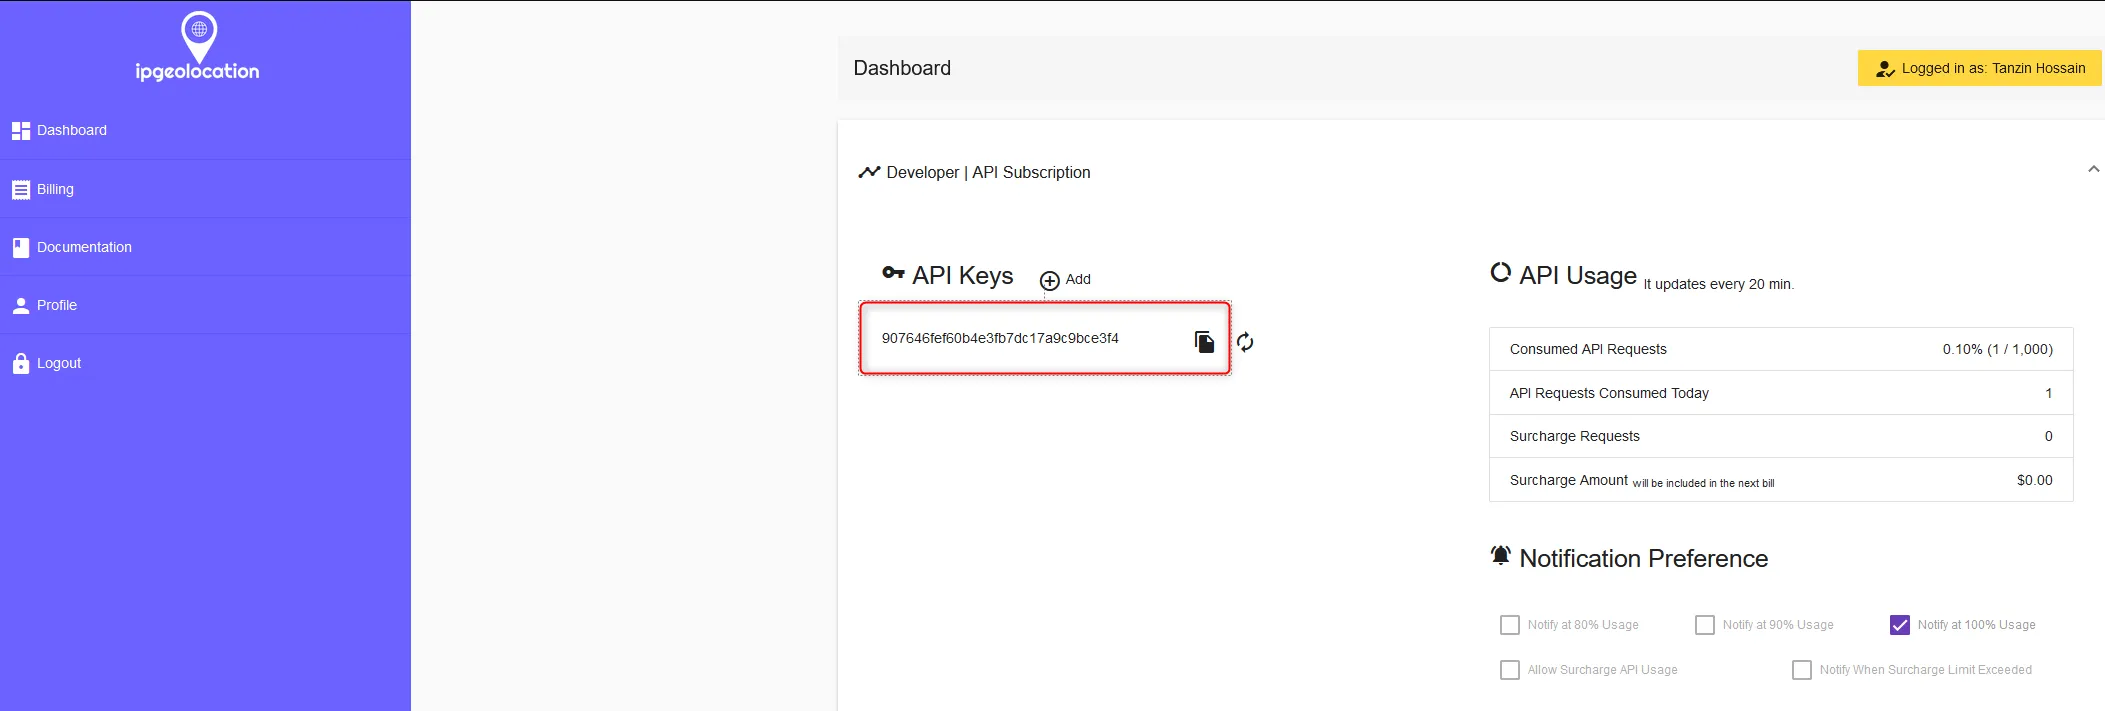 ipgeolocation
Dashboard
Billing
Documentation
Profile
Logout
Dashboard
Logged in as: Tanzin Hossain
Developer | API Subscription
API Keys
Add
907646fef60b4e3fb7dc17a9c9bce3f4
API Usage It updates every 20 min.
Consumed API Requests 0.10% (1 / 1,000)
API Requests Consumed Today 1
Surcharge Requests 0
Surcharge Amount will be included in the next bill $0.00
Notification Preference
Notify at 80% Usage Notify at 90% Usage Notify at 100% Usage
Allow Surcharge API Usage Notify When Surcharge Limit Exceeded